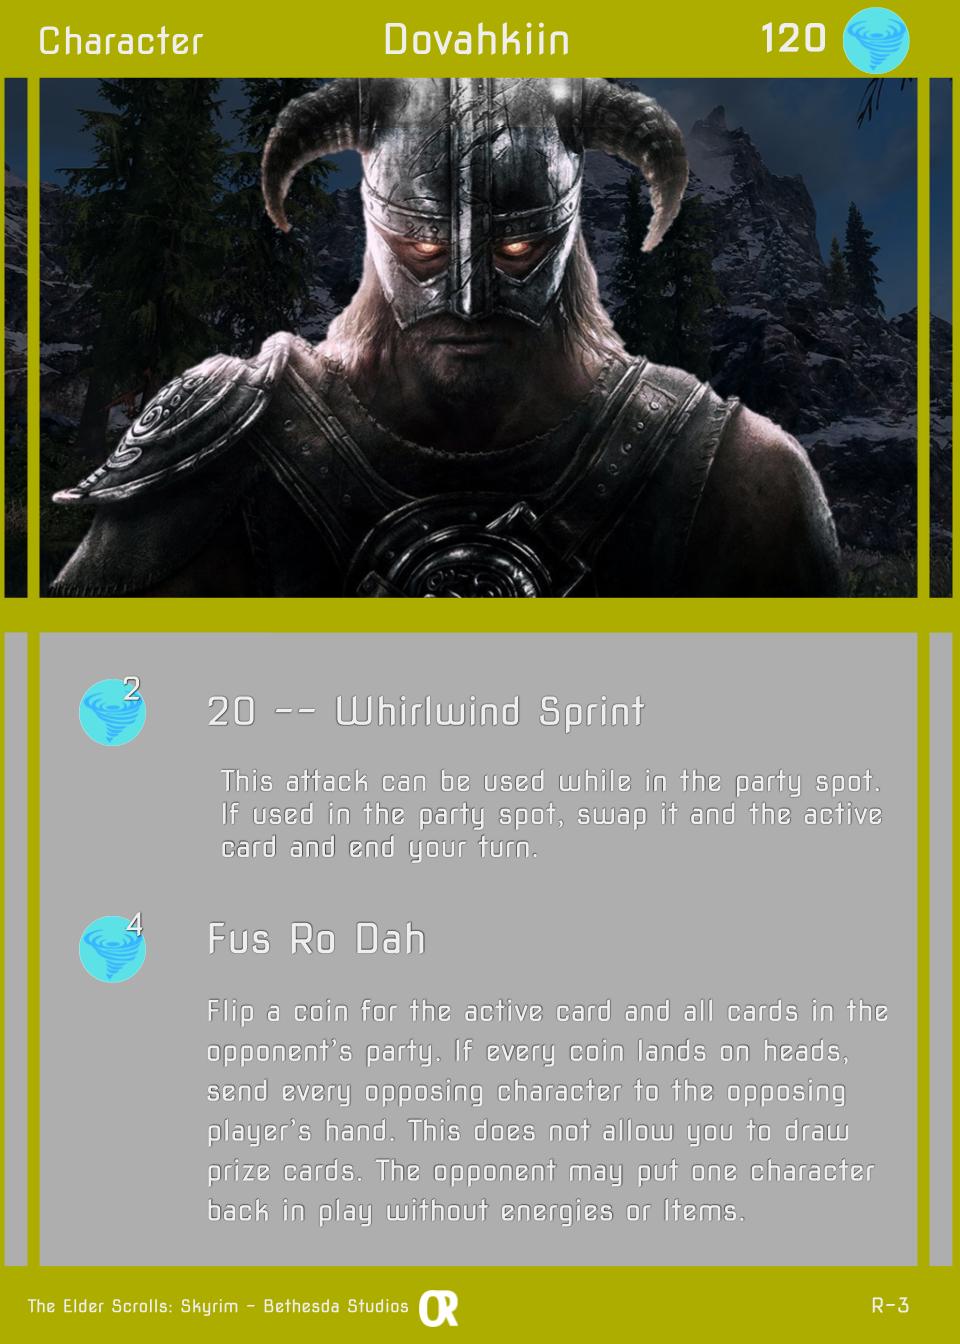 Character Dovahkiin 120
2
20 -- Whirlwind Sprint
This attack can be used while in the party spot.
If used in the party spot, swap it and the active
card and end your turn.
4
Fus Ro Dah
Flip a coin for the active card and all cards in the
opponent's party. If every coin lands on heads,
send every opposing character to the opposing
player's hand. This does not allow you to draw
prize cards. The opponent may put one character
back in play without energies or Items.
The Elder Scrolls: Skyrim - Bethesda Studios OR R-3